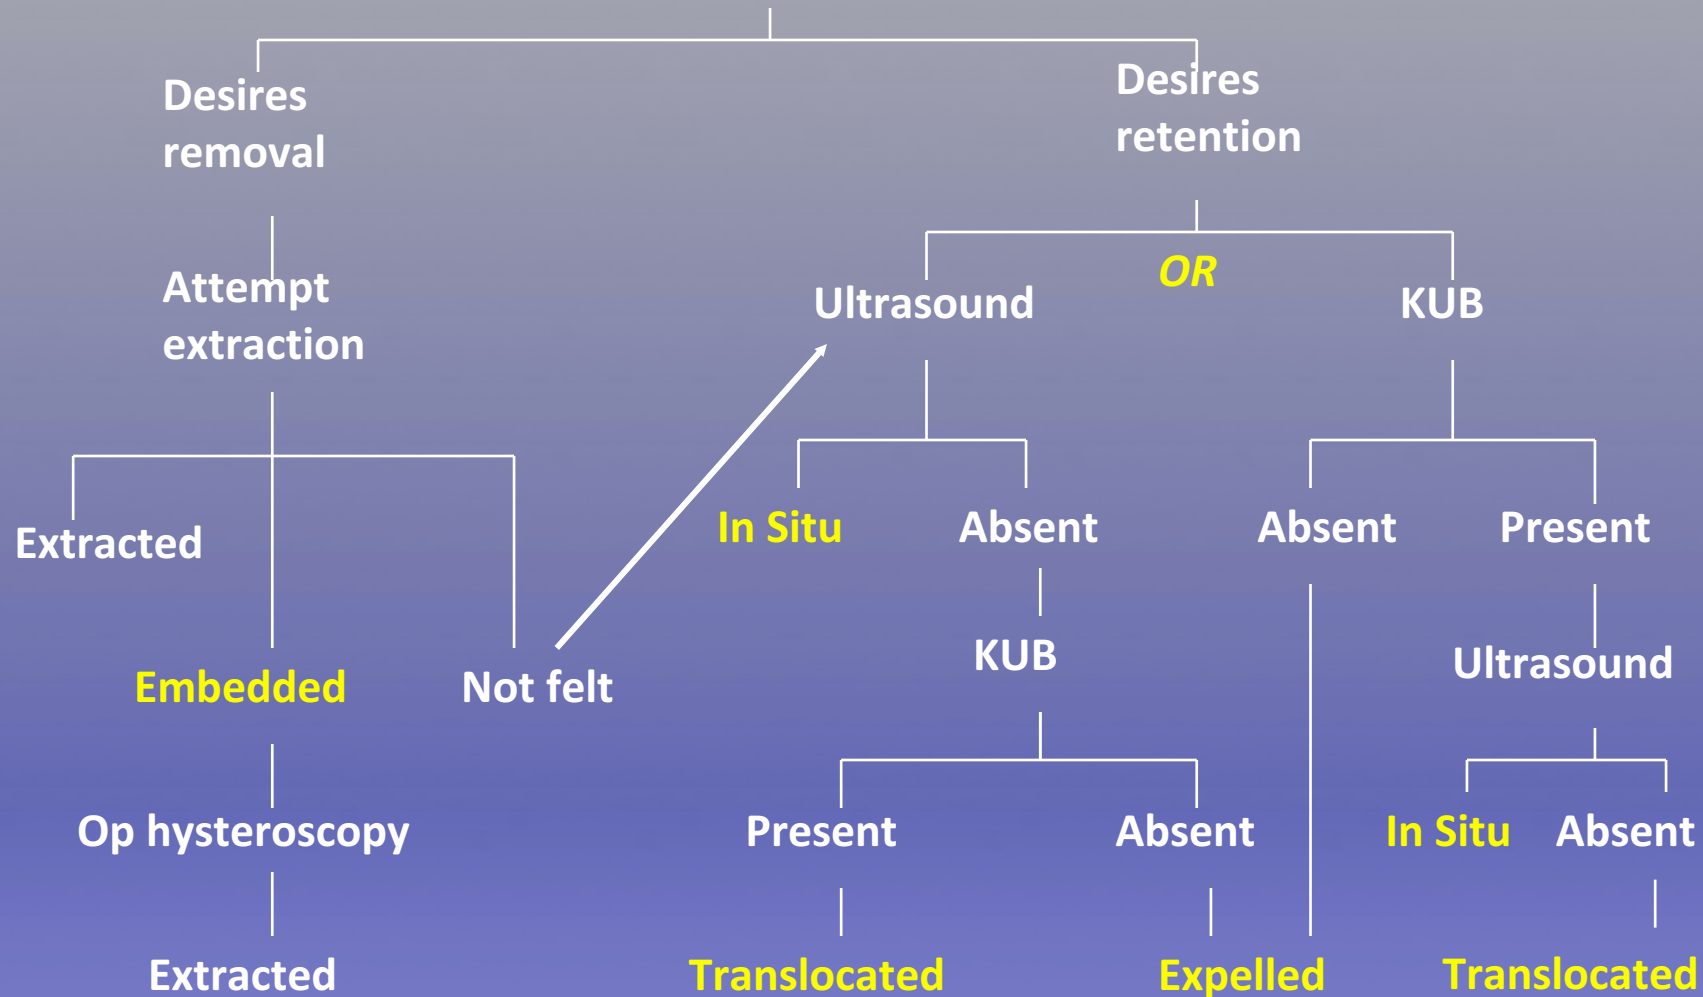 Desires
removal
Desires
retention
Attempt
extraction
Ultrasound
OR
KUB
Extracted
In Situ
Absent
Absent
Present
Embedded
Not felt
KUB
Ultrasound
Op hysteroscopy
Present
Absent
In Situ
Absent
Extracted
Translocated
Expelled
Translocated